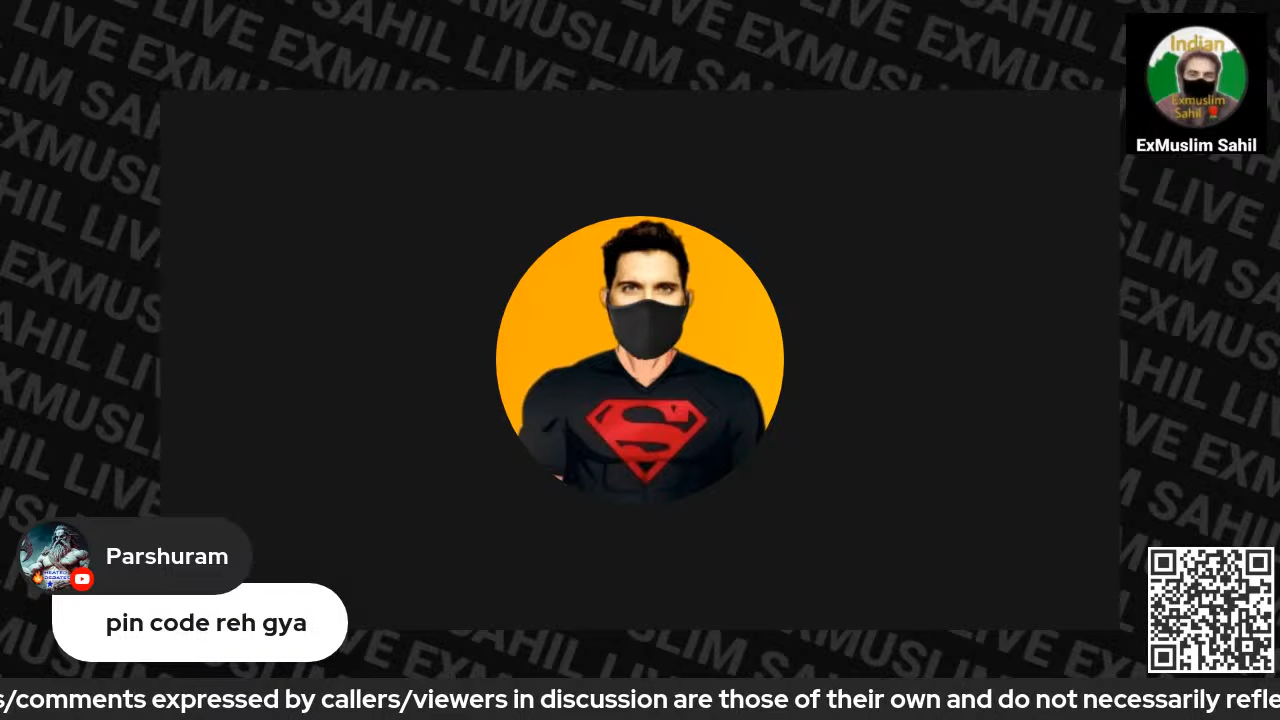 Indian
Exmuslim
Sahil
ExMuslim Sahil
Parshuram
pin code reh gya
s/comments expressed by callers/viewers in discussion are those of their own and do not necessarily refle